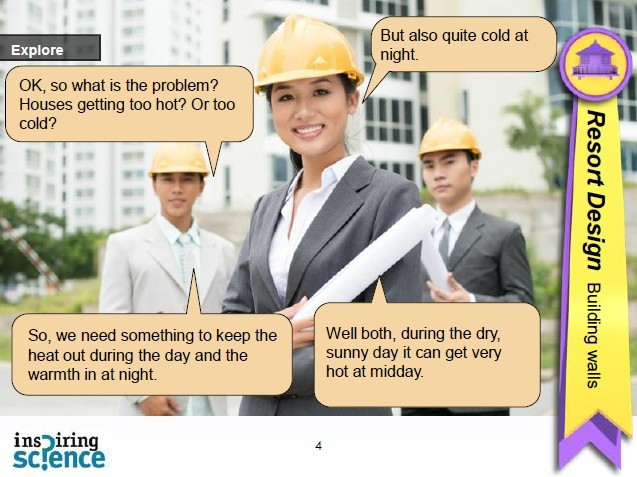 Explore
OK, so what is the problem?
Houses getting too hot? Or too
cold?
But also quite cold at
night.
So, we need something to keep the
heat out during the day and the
warmth in at night.
Well both, during the dry,
sunny day it can get very
hot at midday.
Resort Design Building walls
inspiring
science
4